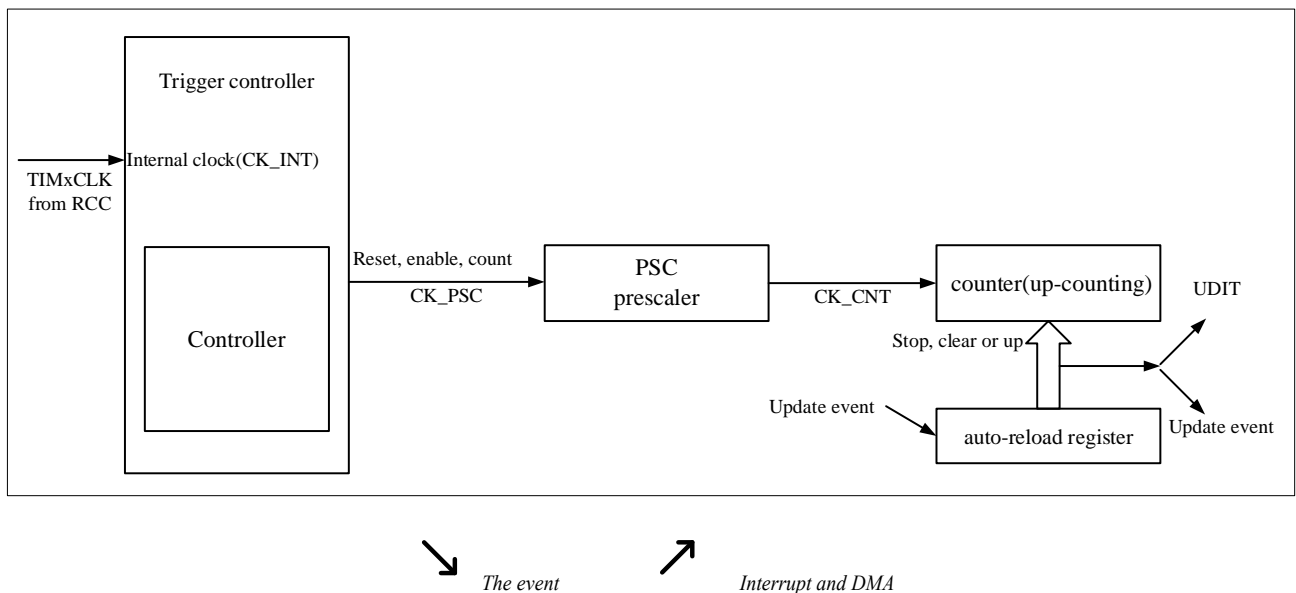 Trigger controller
Internal clock(CK_INT)
TIMxCLK
from RCC
Controller
Reset, enable, count
CK_PSC
PSC
prescaler
CK_CNT
counter(up-counting)
UDIT
Stop, clear or up
Update event
auto-reload register
Update event
The event
Interrupt and DMA